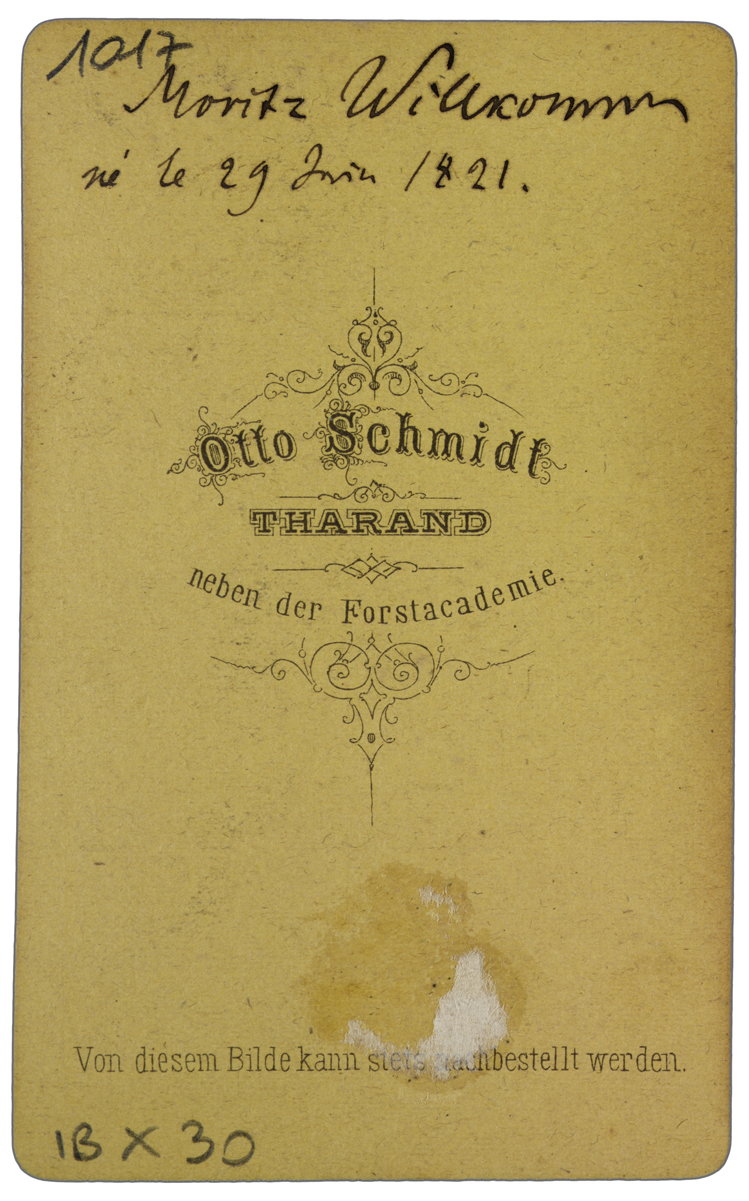 1017
Moritz Willkomm
né le 29 Juin 1821.
Otto Schmidt
THARAND
neben der Forstacademie.
Von diesem Bilde kann stets nachbestellt werden.
IB X 30